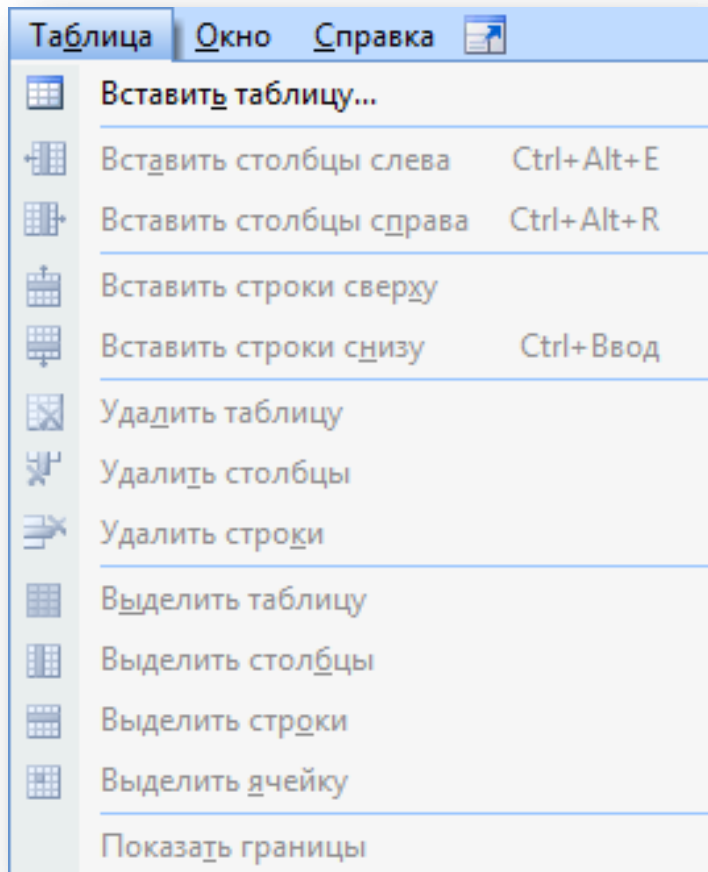 Таблица Окно Справка
Вставить таблицу...
Вставить столбцы слева Ctrl+Alt+E
Вставить столбцы справа Ctrl+Alt+R
Вставить строки сверху
Вставить строки снизу Ctrl+Ввод
Удалить таблицу
Удалить столбцы
Удалить строки
Выделить таблицу
Выделить столбцы
Выделить строки
Выделить ячейку
Показать границы